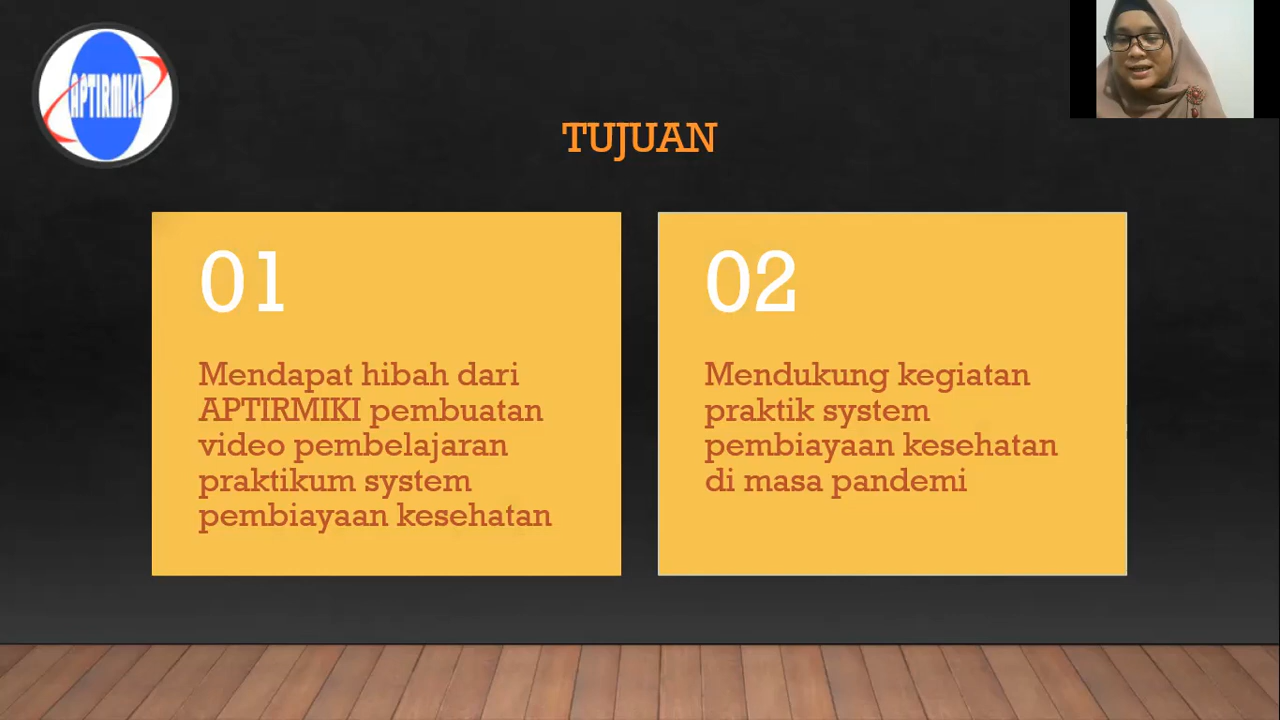 APTIRMIKI
TUJUAN
01
Mendapat hibah dari
APTIRMIKI pembuatan
video pembelajaran
praktikum system
pembiayaan kesehatan
02
Mendukung kegiatan
praktik system
pembiayaan kesehatan
di masa pandemi